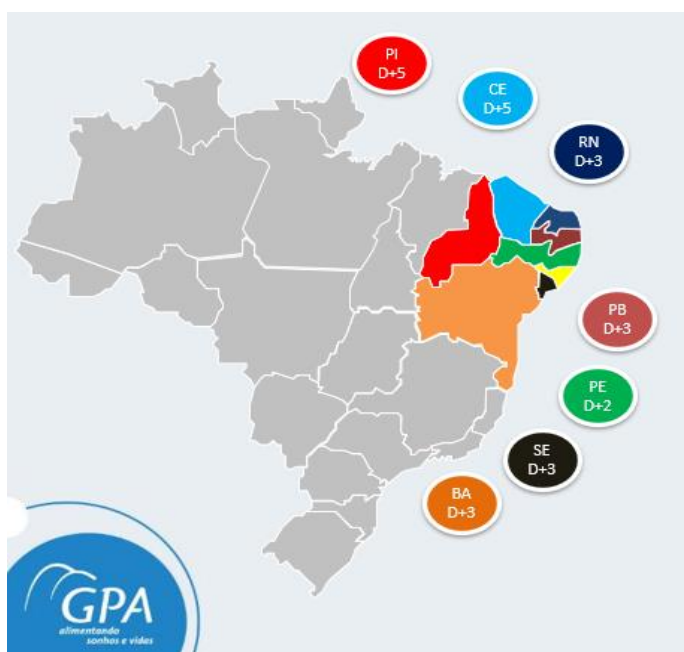 PI
D+5
CE
D+5
RN
D+3
PB
D+3
PE
D+2
SE
D+3
BA
D+3
GPA
alimentando
sonhos e vidas